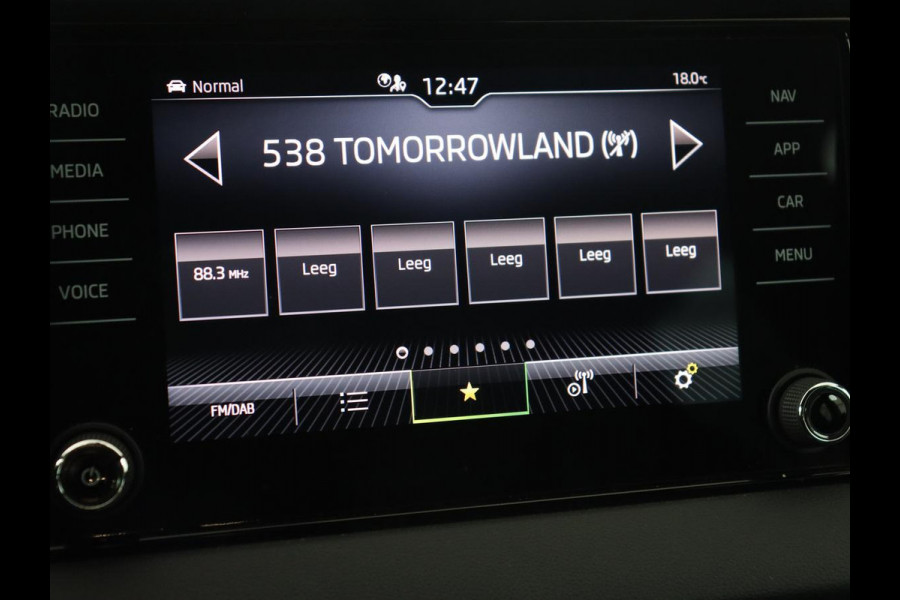 Normal 12:47 18.0°C
RADIO
MEDIA
PHONE
VOICE
538 TOMORROWLAND
88.3 MHz
Leeg
Leeg
Leeg
Leeg
Leeg
FM/DAB
NAV
APP
CAR
MENU